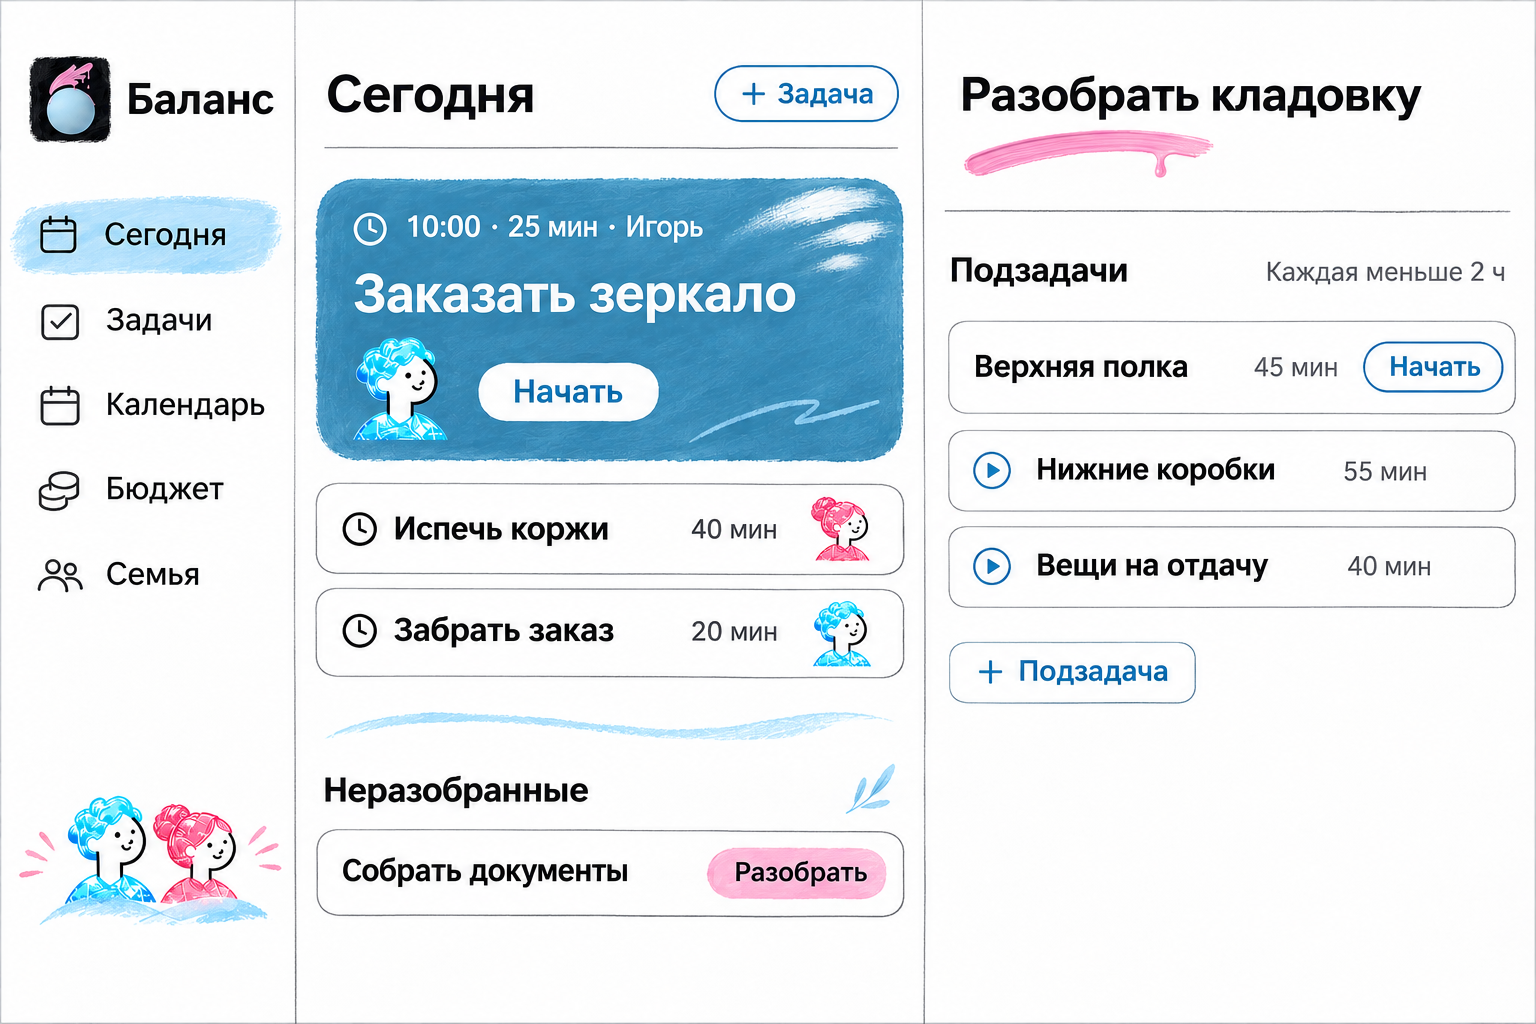 Баланс
Сегодня
Задачи
Календарь
Бюджет
Семья
Сегодня
+ Задача
10:00 · 25 мин · Игорь
Заказать зеркало
Начать
Испечь коржи 40 мин
Забрать заказ 20 мин
Неразобранные
Собрать документы Разобрать
Разобрать кладовку
Подзадачи Каждая меньше 2 ч
Верхняя полка 45 мин Начать
Нижние коробки 55 мин
Вещи на отдачу 40 мин
+ Подзадача